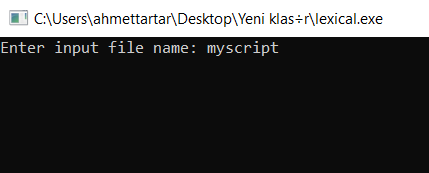 C:\Users\ahmettartar\Desktop\Yeni klas÷r\lexical.exe
Enter input file name: myscript